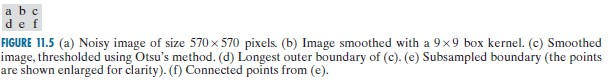 a b c
d e f
FIGURE 11.5 (a) Noisy image of size 570 × 570 pixels. (b) Image smoothed with a 9 × 9 box kernel. (c) Smoothed
image, thresholded using Otsu's method. (d) Longest outer boundary of (c). (e) Subsampled boundary (the points
are shown enlarged for clarity). (f) Connected points from (e).